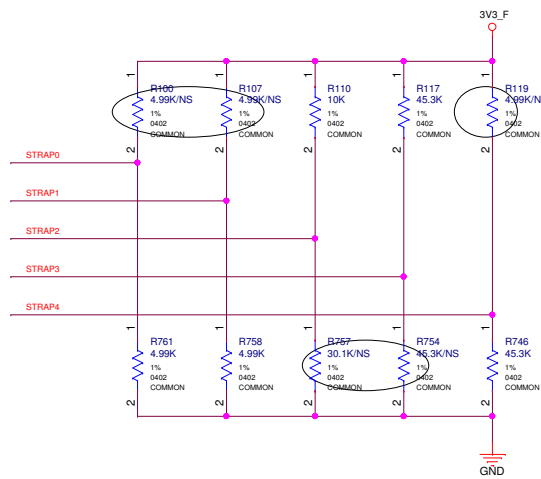 3V3_F
1 1 1 1 1
R100 R107 R110 R117 R119
4.99K/NS 4.99K/NS 10K 45.3K 4.99K/N
1% 1% 1% 1% 1%
0402 0402 0402 0402 0402
COMMON COMMON COMMON COMMON COMMON
2 2 2 2 2
STRAP0
STRAP1
STRAP2
STRAP3
STRAP4
1 1 1 1 1
R761 R758 R757 R754 R746
4.99K 4.99K 30.1K/NS 45.3K/NS 45.3K
1% 1% 1% 1% 1%
0402 0402 0402 0402 0402
COMMON COMMON COMMON COMMON COMMON
2 2 2 2 2
GND